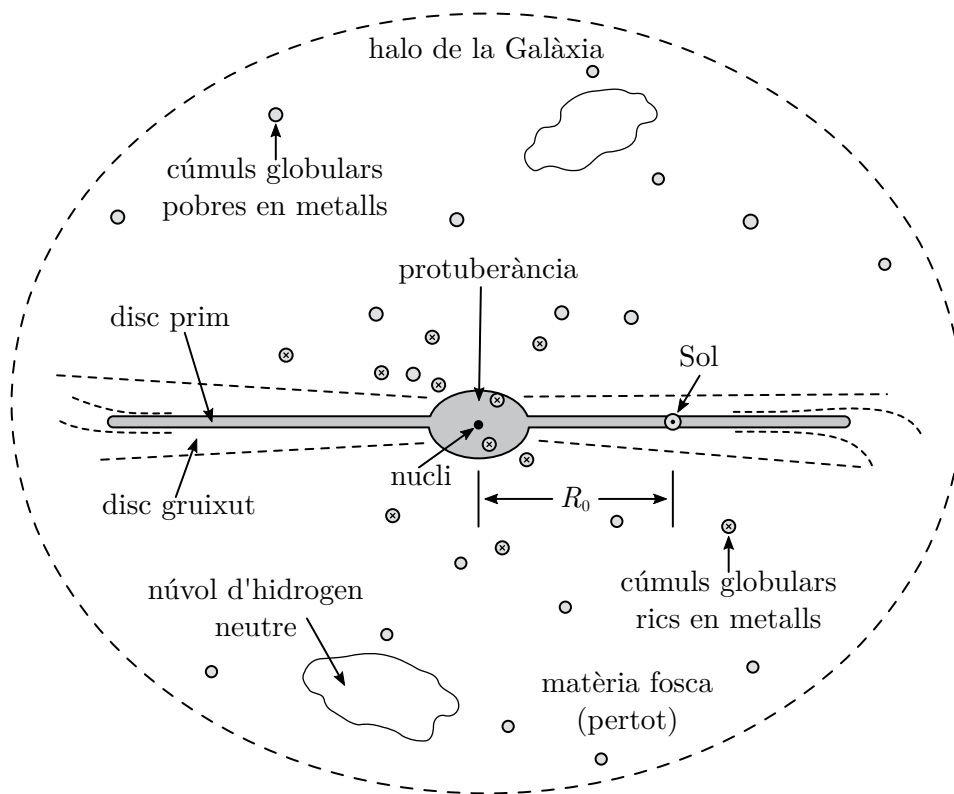 halo de la Galàxia
cúmuls globulars
pobres en metalls
protuberància
disc prim
Sol
nucli
disc gruixut
R₀
cúmuls globulars
rics en metalls
núvol d'hidrogen
neutre
matèria fosca
(pertot)